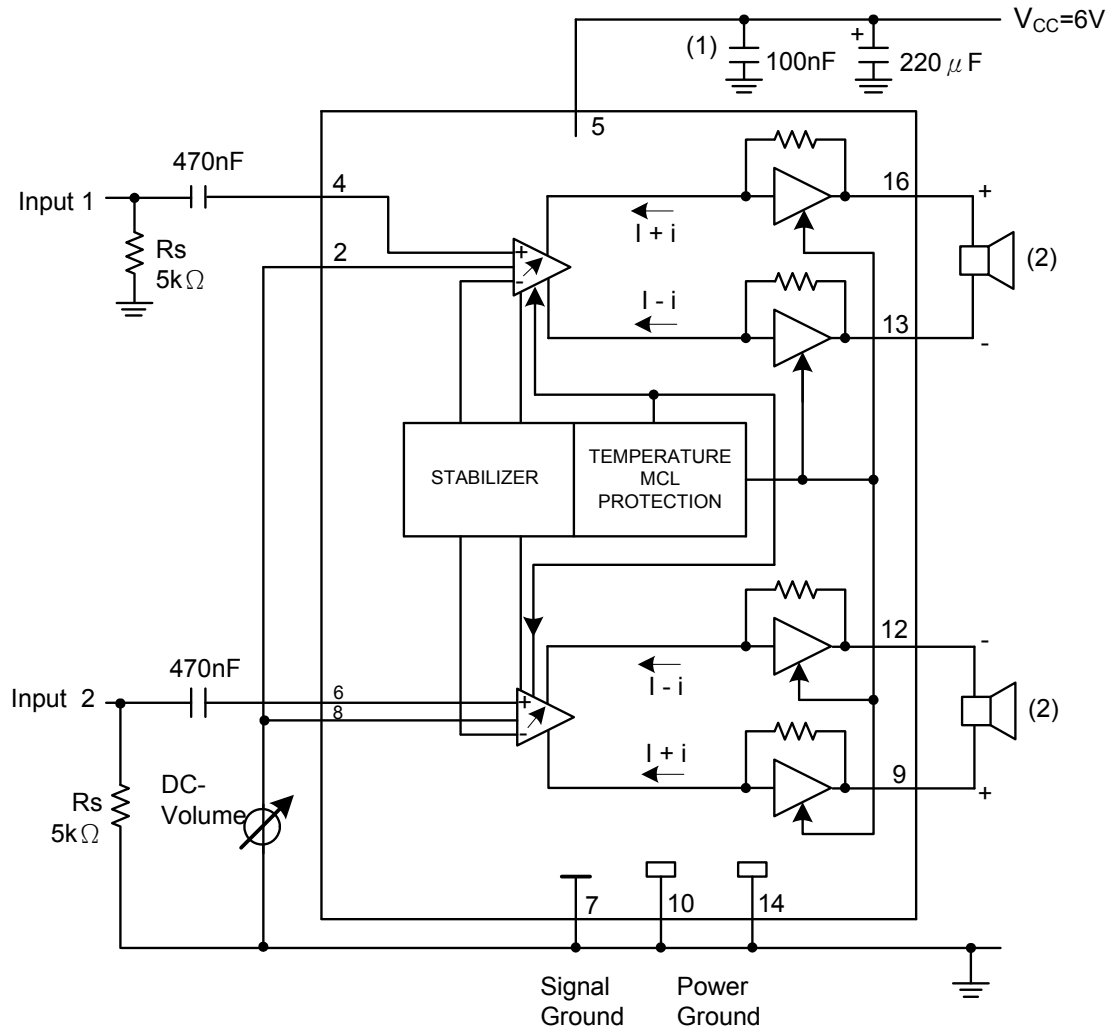 V_CC=6V
(1)
+
100nF
220 μF
5
470nF
4
16
+
Input 1
I + i
Rs
5kΩ
2
+
-
(2)
I - i
13
-
STABILIZER
TEMPERATURE
MCL
PROTECTION
12
-
470nF
Input 2
6
8
+
-
I - i
(2)
I + i
9
+
DC-
Volume
Rs
5kΩ
7
10
14
Signal
Ground
Power
Ground